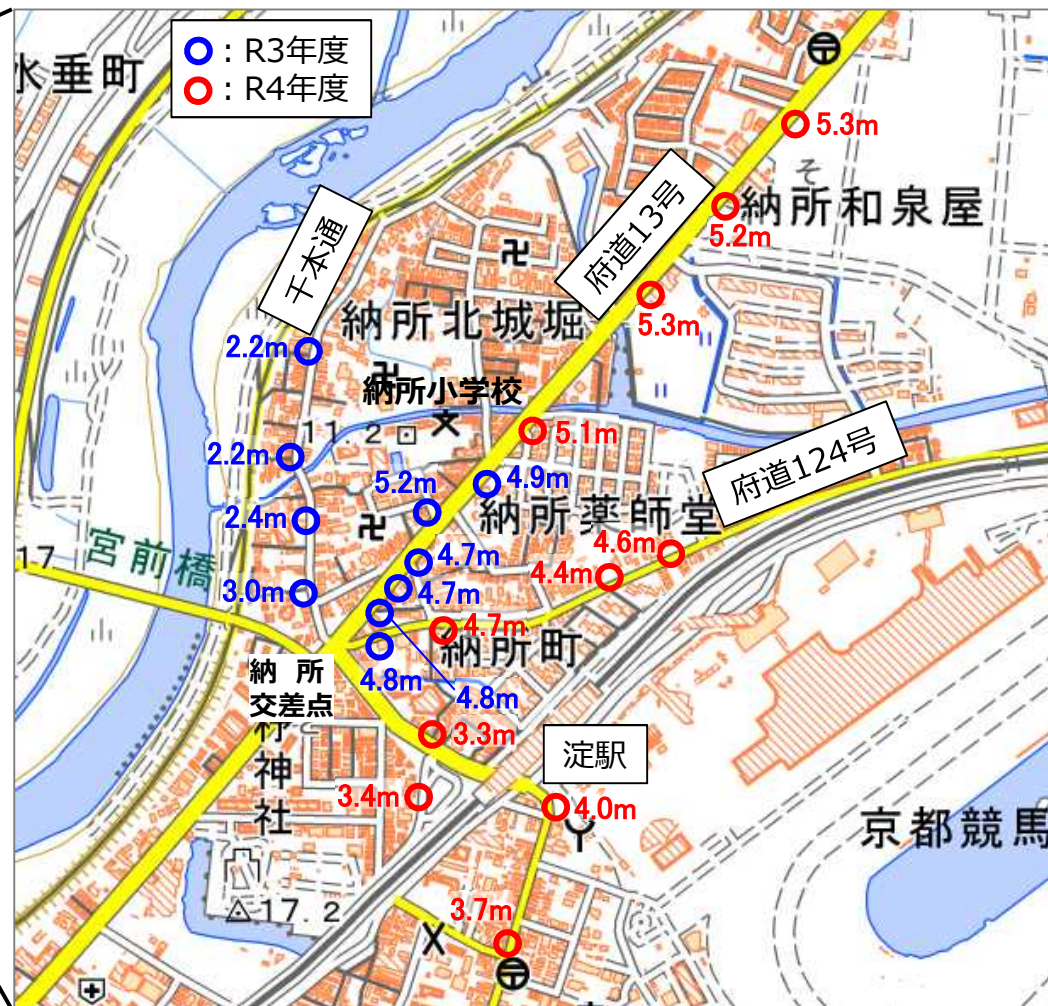 ：R3年度
：R4年度
水垂町
5.3m
そ
納所和泉屋
5.2m
府道13号
千本通
5.3m
納所北城堀
2.2m
納所小学校
11.2
5.1m
府道124号
2.2m
5.2m
4.9m
納所薬師堂
2.4m
4.6m
17
宮前橋
4.7m
4.4m
3.0m
4.7m
4.7m
納所町
4.8m
4.8m
納 所
交差点
3.3m
神
社
淀駅
3.4m
4.0m
京都競馬
17.2
3.7m